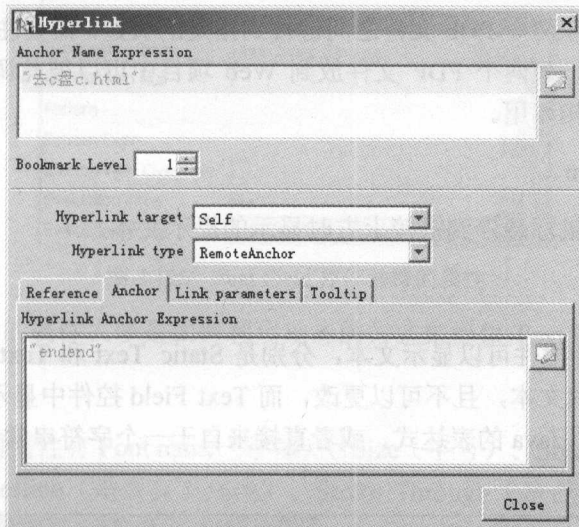 Hyperlink
Anchor Name Expression
"去c盘c.html"
Bookmark Level 1
Hyperlink target Self
Hyperlink type RemoteAnchor
Reference Anchor Link parameters Tooltip
Hyperlink Anchor Expression
"endend"
Close